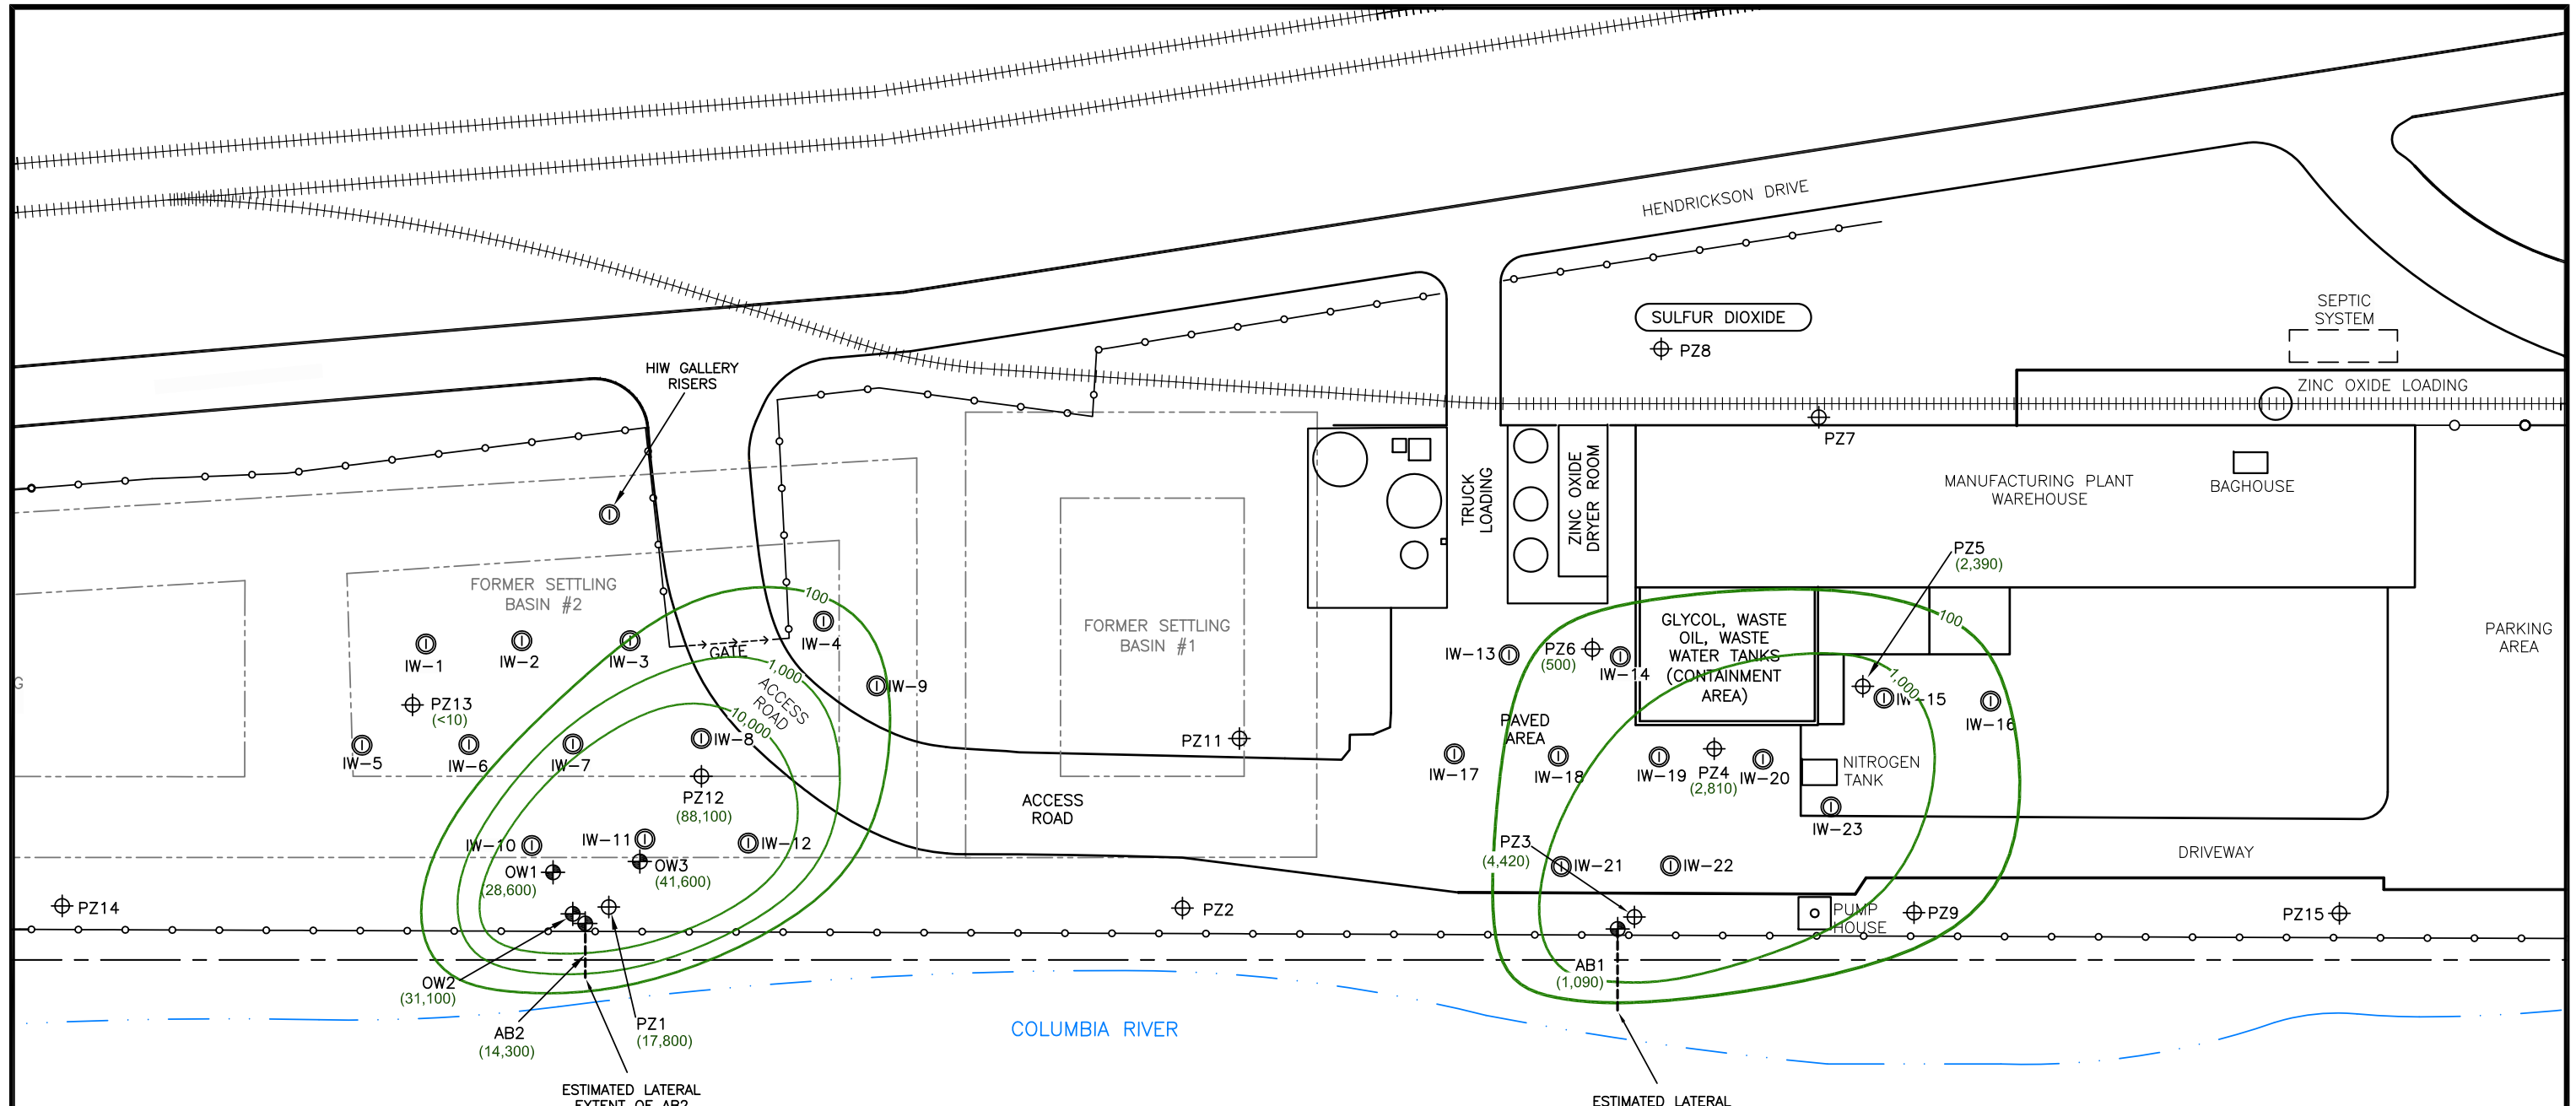 HENDRICKSON DRIVE
SULFUR DIOXIDE
PZ8
SEPTIC
SYSTEM
ZINC OXIDE LOADING
HIW GALLERY
RISERS
PZ7
TRUCK
LOADING
ZINC OXIDE
DRYER ROOM
MANUFACTURING PLANT
WAREHOUSE
BAGHOUSE
PZ5
(2,390)
FORMER SETTLING
BASIN #2
100
IW-1
IW-2
IW-3
GATE
IW-4
FORMER SETTLING
BASIN #1
IW-13
PZ6
(500)
IW-14
GLYCOL, WASTE
OIL, WASTE
WATER TANKS
(CONTAINMENT
AREA)
100
PARKING
AREA
G
PZ13
(<10)
1,000
ACCESS
ROAD
10,000
IW-9
1,000
IW-15
IW-16
PAVED
AREA
IW-5
IW-6
IW-7
IW-8
PZ11
IW-17
IW-18
IW-19
PZ4
(2,810)
IW-20
NITROGEN
TANK
PZ12
(88,100)
ACCESS
ROAD
IW-23
IW-10
IW-11
IW-12
PZ3
(4,420)
IW-21
IW-22
DRIVEWAY
OW1
(28,600)
OW3
(41,600)
PZ14
PZ2
PUMP
HOUSE
PZ9
PZ15
OW2
(31,100)
AB1
(1,090)
AB2
(14,300)
PZ1
(17,800)
COLUMBIA RIVER
ESTIMATED LATERAL
EXTENT OF AB2
ESTIMATED LATERAL